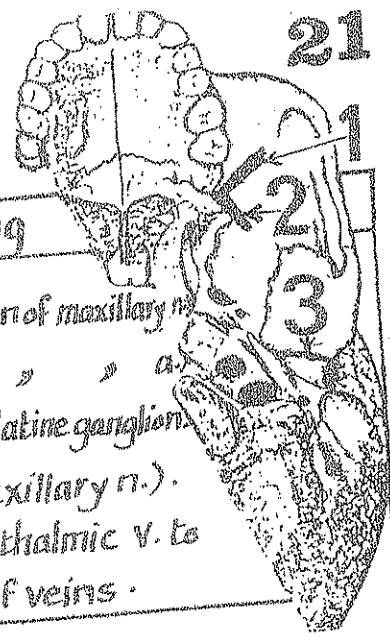 21
1
2
3
9
n of maxillary n
" " a.
latine ganglion
xillary n.).
thalmic v. to
f veins.